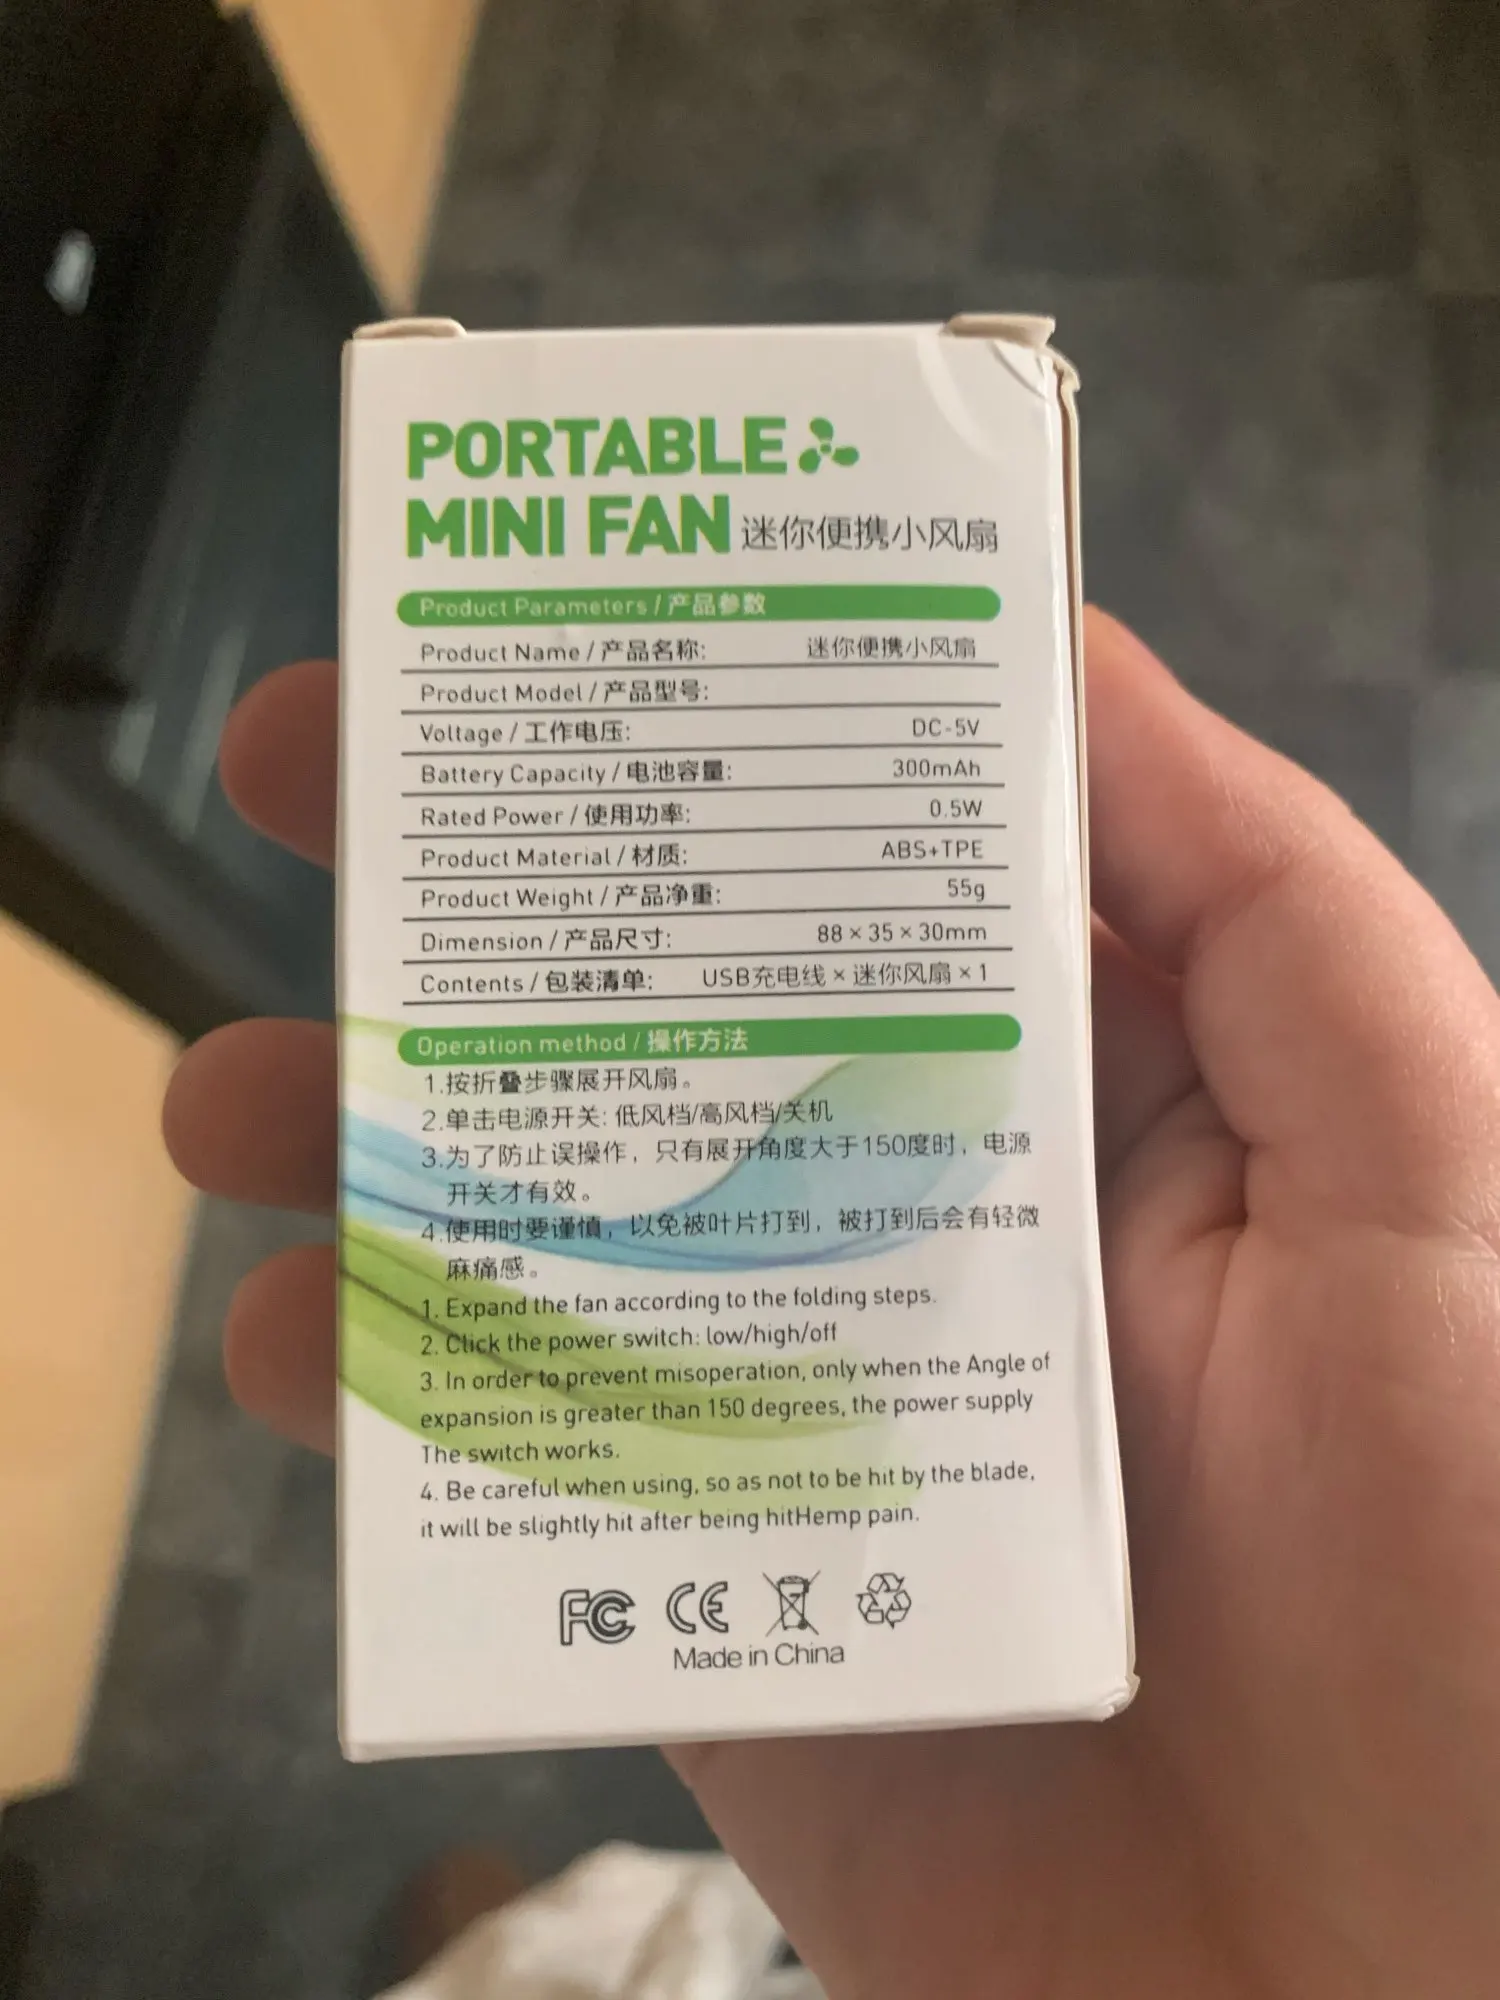 PORTABLE
MINI FAN 迷你便携小风扇
Product Parameters / 产品参数
Product Name / 产品名称: 迷你便携小风扇
Product Model / 产品型号:
Voltage / 工作电压: DC-5V
Battery Capacity / 电池容量: 300mAh
Rated Power / 使用功率: 0.5W
Product Material / 材质: ABS+TPE
Product Weight / 产品净重: 55g
Dimension / 产品尺寸: 88×35×30mm
Contents / 包装清单: USB充电线×迷你风扇×1
Operation method / 操作方法
1.按折叠步骤展开风扇。
2.单击电源开关: 低风档/高风档/关机
3.为了防止误操作，只有展开角度大于150度时，电源
开关才有效。
4.使用时要谨慎，以免被叶片打到，被打到后会有轻微
麻痛感。
1. Expand the fan according to the folding steps.
2. Click the power switch: low/high/off
3. In order to prevent misoperation, only when the Angle of
expansion is greater than 150 degrees, the power supply
The switch works.
4. Be careful when using, so as not to be hit by the blade,
it will be slightly hit after being hitHemp pain.
FC CE
Made in China